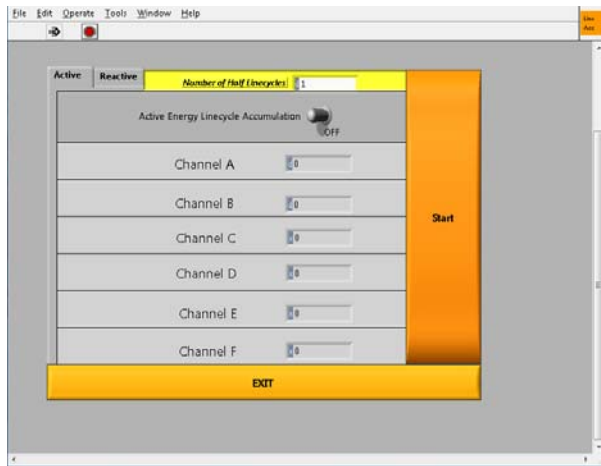 File Edit Operate Tools Window Help
Active Reactive Number of Half Linecycles 1
Active Energy Linecycle Accumulation
OFF
Channel A 0
Channel B 0
Channel C 0
Start
Channel D 0
Channel E 0
Channel F 0
EXIT